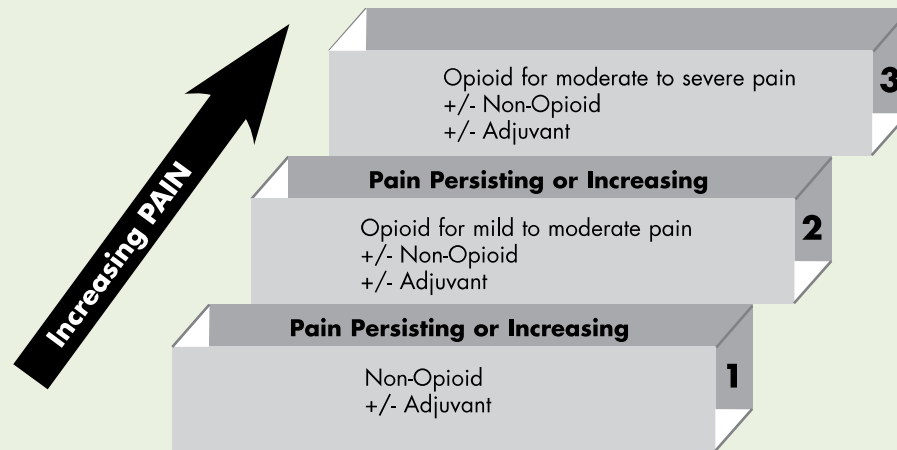 Increasing PAIN
Opioid for moderate to severe pain
+/- Non-Opioid
+/- Adjuvant
3
Pain Persisting or Increasing
Opioid for mild to moderate pain
+/- Non-Opioid
+/- Adjuvant
2
Pain Persisting or Increasing
Non-Opioid
+/- Adjuvant
1